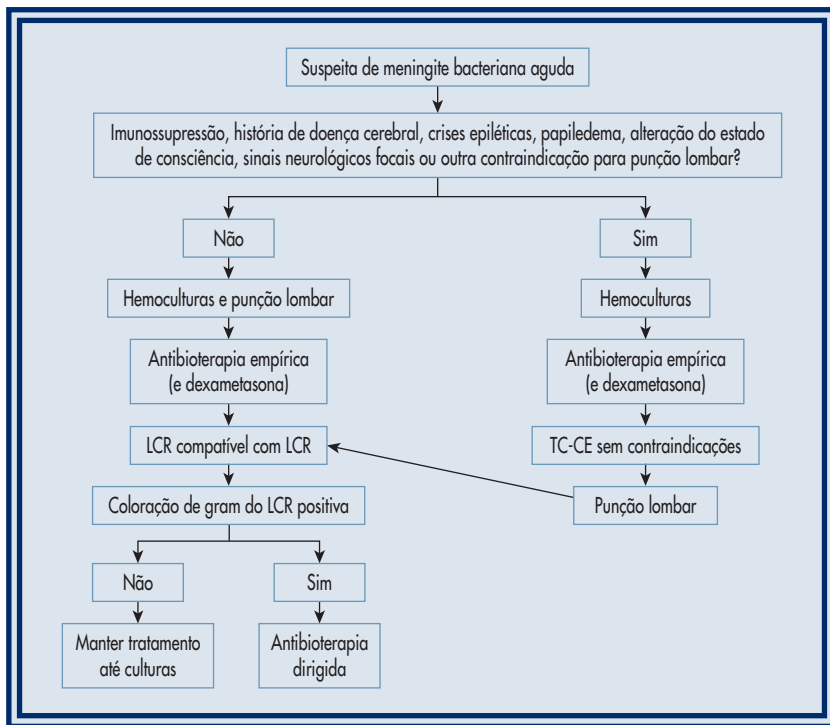 Suspeita de meningite bacteriana aguda
Imunossupressão, história de doença cerebral, crises epiléticas, papiledema, alteração do estado
de consciência, sinais neurológicos focais ou outra contraindicação para punção lombar?
Não
Sim
Hemoculturas e punção lombar
Hemoculturas
Antibioterapia empírica
(e dexametasona)
Antibioterapia empírica
(e dexametasona)
LCR compatível com LCR
TC-CE sem contraindicações
Coloração de gram do LCR positiva
Punção lombar
Não
Sim
Manter tratamento
até culturas
Antibioterapia
dirigida